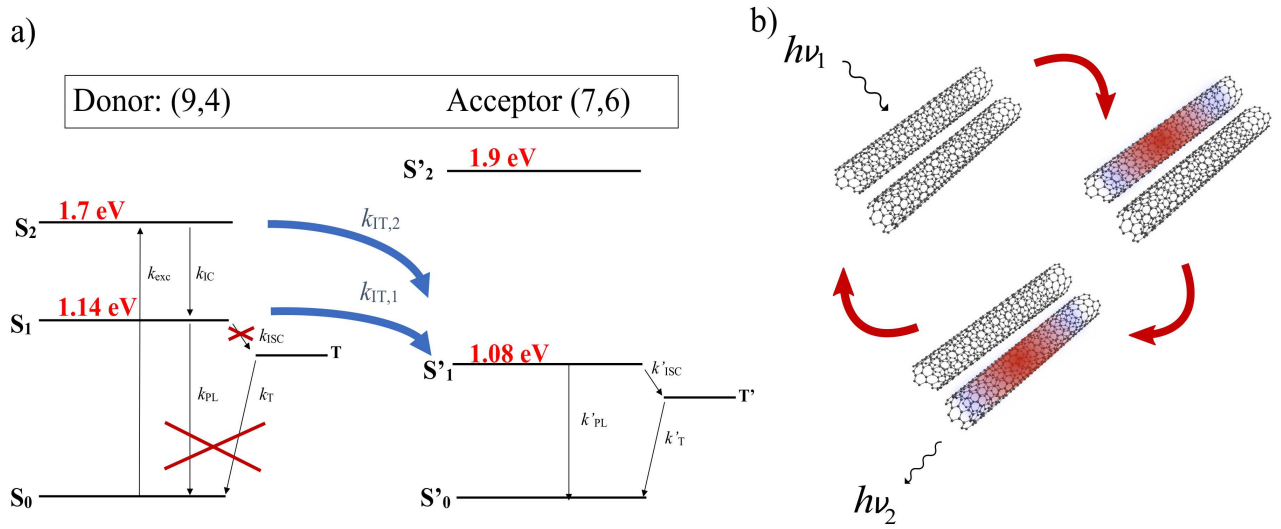 a)
b)
Donor: (9,4) Acceptor (7,6)
S'2 1.9 eV
S2 1.7 eV
kexc kIC
kIT,2
S1 1.14 eV
kIT,1
kISC
T
S'1 1.08 eV
k'ISC
T'
kPL kT
k'PL k'T
S0
S'0
hν1
hν2